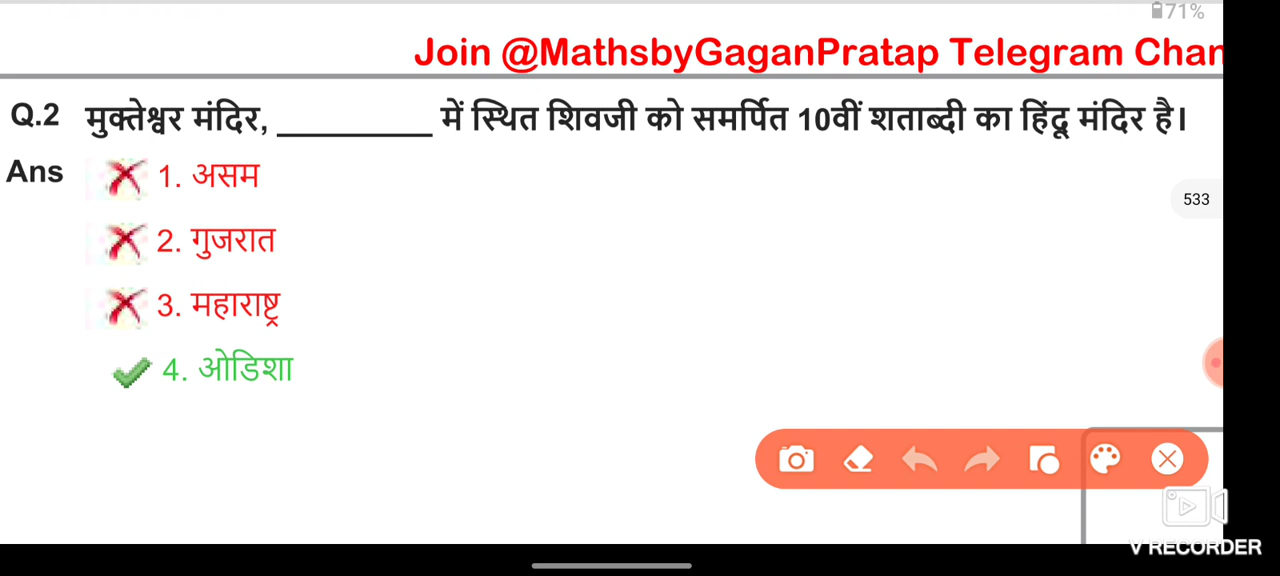 71%
Join @MathsbyGaganPratap Telegram Chan
Q.2 मुक्तेश्वर मंदिर, __________ में स्थित शिवजी को समर्पित 10वीं शताब्दी का हिंदू मंदिर है।
Ans 1. असम
2. गुजरात
533
3. महाराष्ट्र
4. ओडिशा
V RECORDER